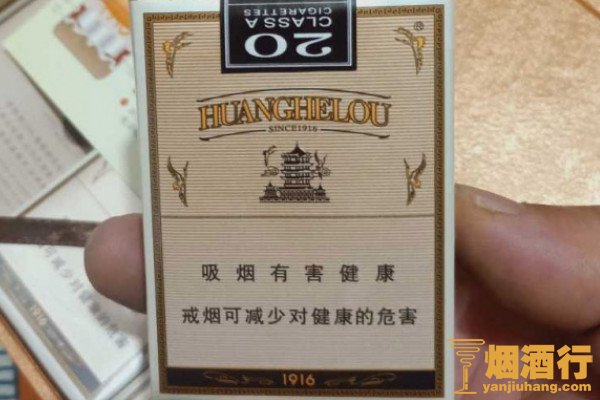 20
CLASS A
CIGARETTES
HUANGHELOU
SINCE1916
吸烟有害健康
戒烟可减少对健康的危害
1916
1916
烟酒行
yanjiuhang.com